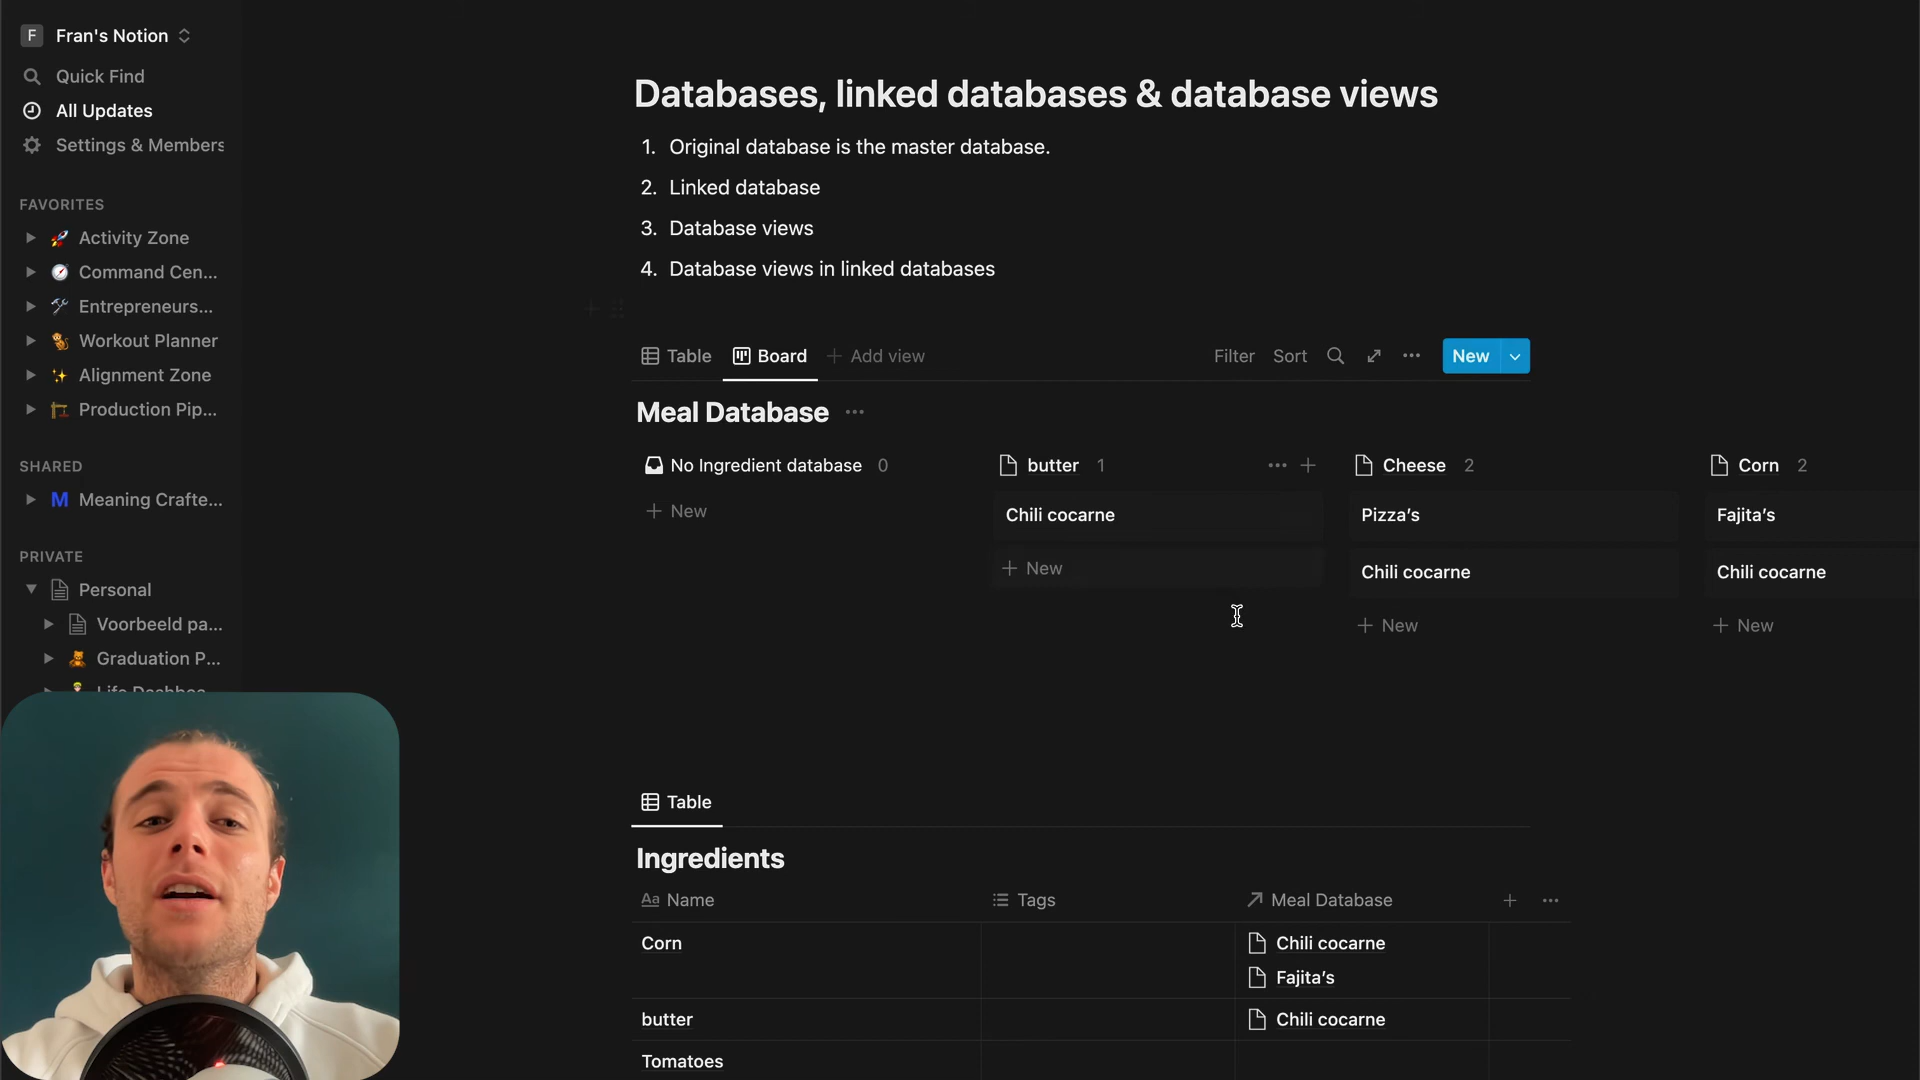 F Fran's Notion
Quick Find
All Updates
Settings & Members
FAVORITES
Activity Zone
Command Cen...
Entrepreneurs...
Workout Planner
Alignment Zone
Production Pip...
SHARED
M Meaning Crafte...
PRIVATE
Personal
Voorbeeld pa...
Graduation P...
Life Dashboo...
Databases, linked databases & database views
1. Original database is the master database.
2. Linked database
3. Database views
4. Database views in linked databases
Table Board + Add view Filter Sort ... New
Meal Database ...
No Ingredient database 0
+ New
butter 1 ... +
Chili cocarne
+ New
Cheese 2
Pizza’s
Chili cocarne
+ New
Corn 2
Fajita’s
Chili cocarne
+ New
Table
Ingredients
Aa Name Tags Meal Database + ...
Corn Chili cocarne
Fajita’s
butter Chili cocarne
Tomatoes